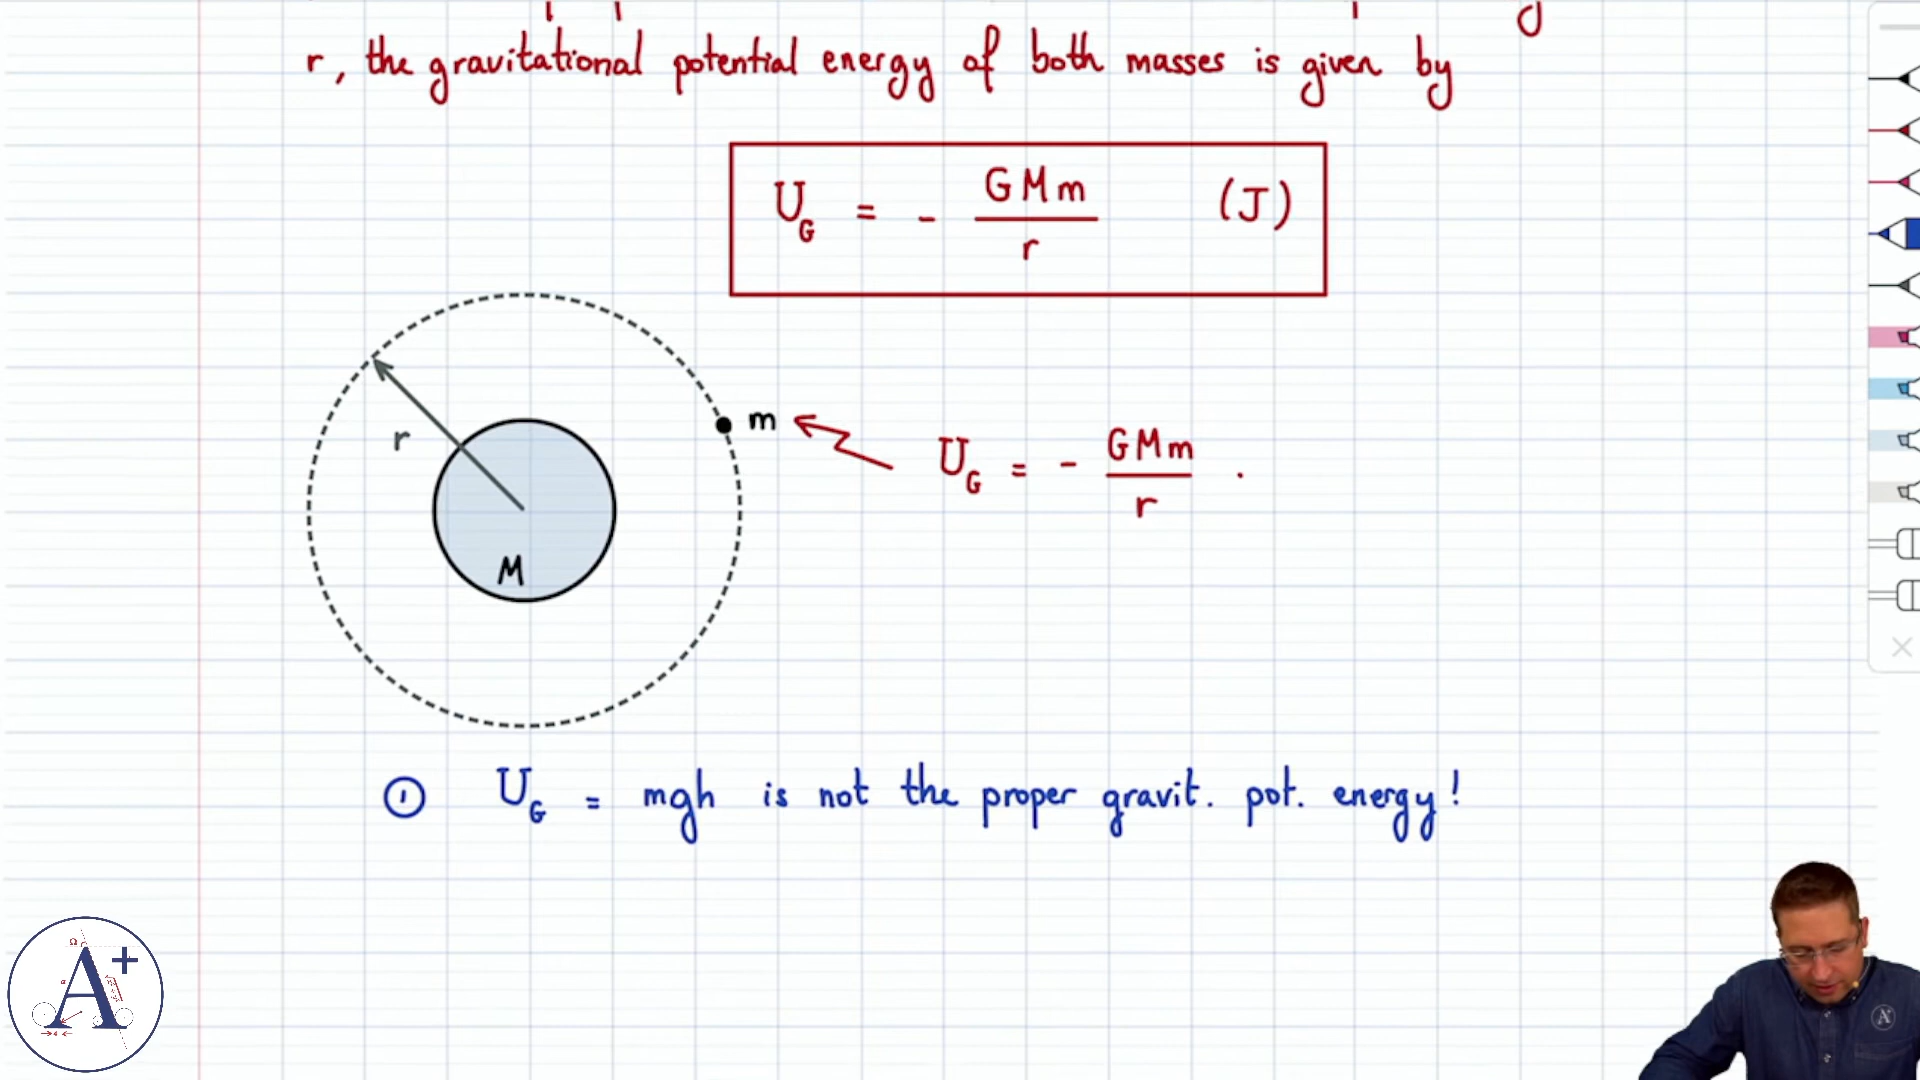 r, the gravitational potential energy of both masses is given by
U_G = - GMm/r (J)
m
r
U_G = - GMm/r .
M
① U_G = mgh is not the proper gravit. pot. energy!
A+